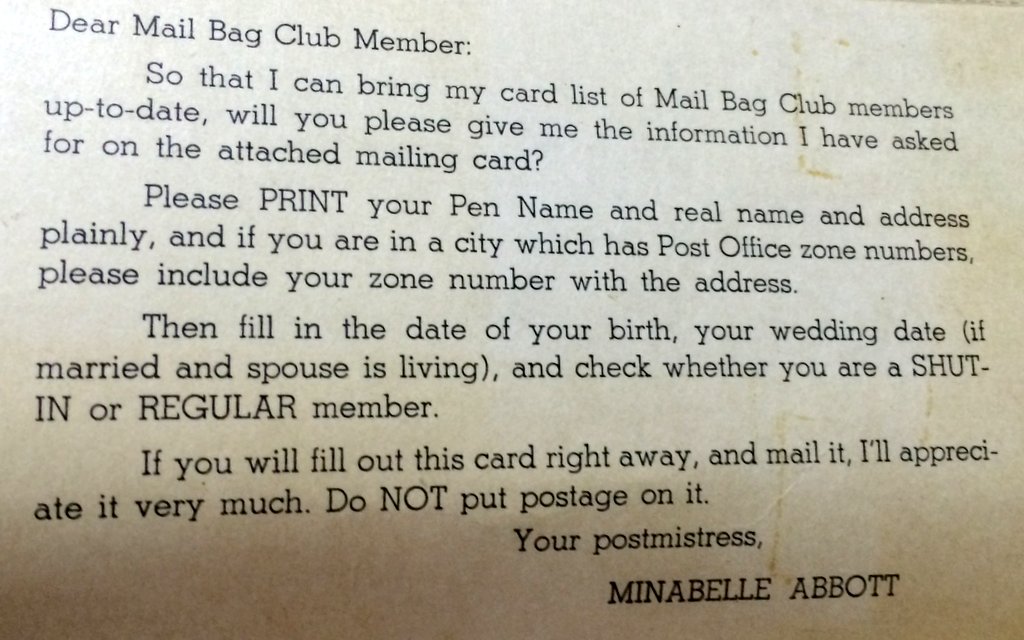 Dear Mail Bag Club Member:
So that I can bring my card list of Mail Bag Club members
up-to-date, will you please give me the information I have asked
for on the attached mailing card?
Please PRINT your Pen Name and real name and address
plainly, and if you are in a city which has Post Office zone numbers,
please include your zone number with the address.
Then fill in the date of your birth, your wedding date (if
married and spouse is living), and check whether you are a SHUT-
IN or REGULAR member.
If you will fill out this card right away, and mail it, I'll appreci-
ate it very much. Do NOT put postage on it.
Your postmistress,
MINABELLE ABBOTT